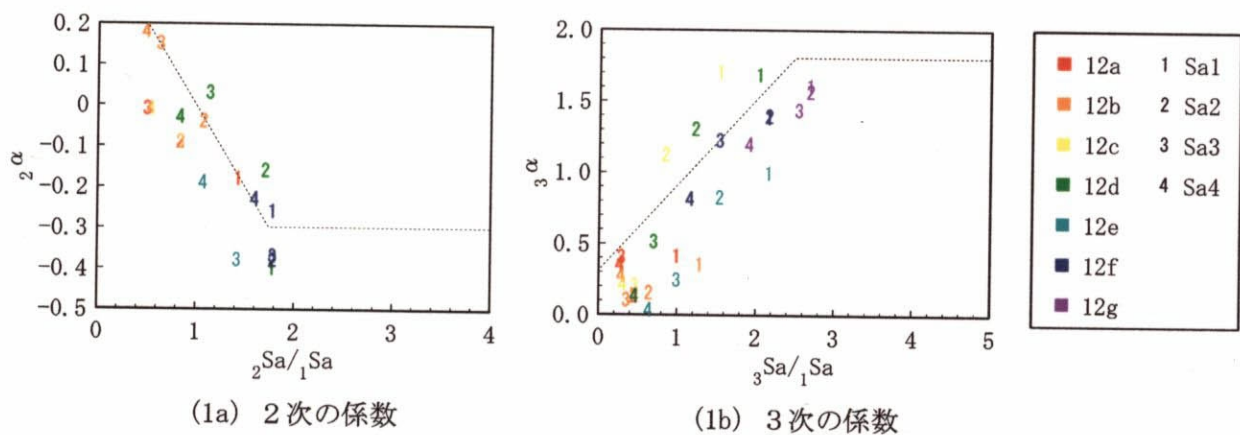 0.2
0.1
0
-0.1
-0.2
-0.3
-0.4
-0.5
₂α
0 1 2 3 4
₂Sa/₁Sa
(1a) 2次の係数
2.0
1.5
1.0
0.5
0.0
₃α
0 1 2 3 4 5
₃Sa/₁Sa
(1b) 3次の係数
12a 1 Sa1
12b 2 Sa2
12c 3 Sa3
12d 4 Sa4
12e
12f
12g